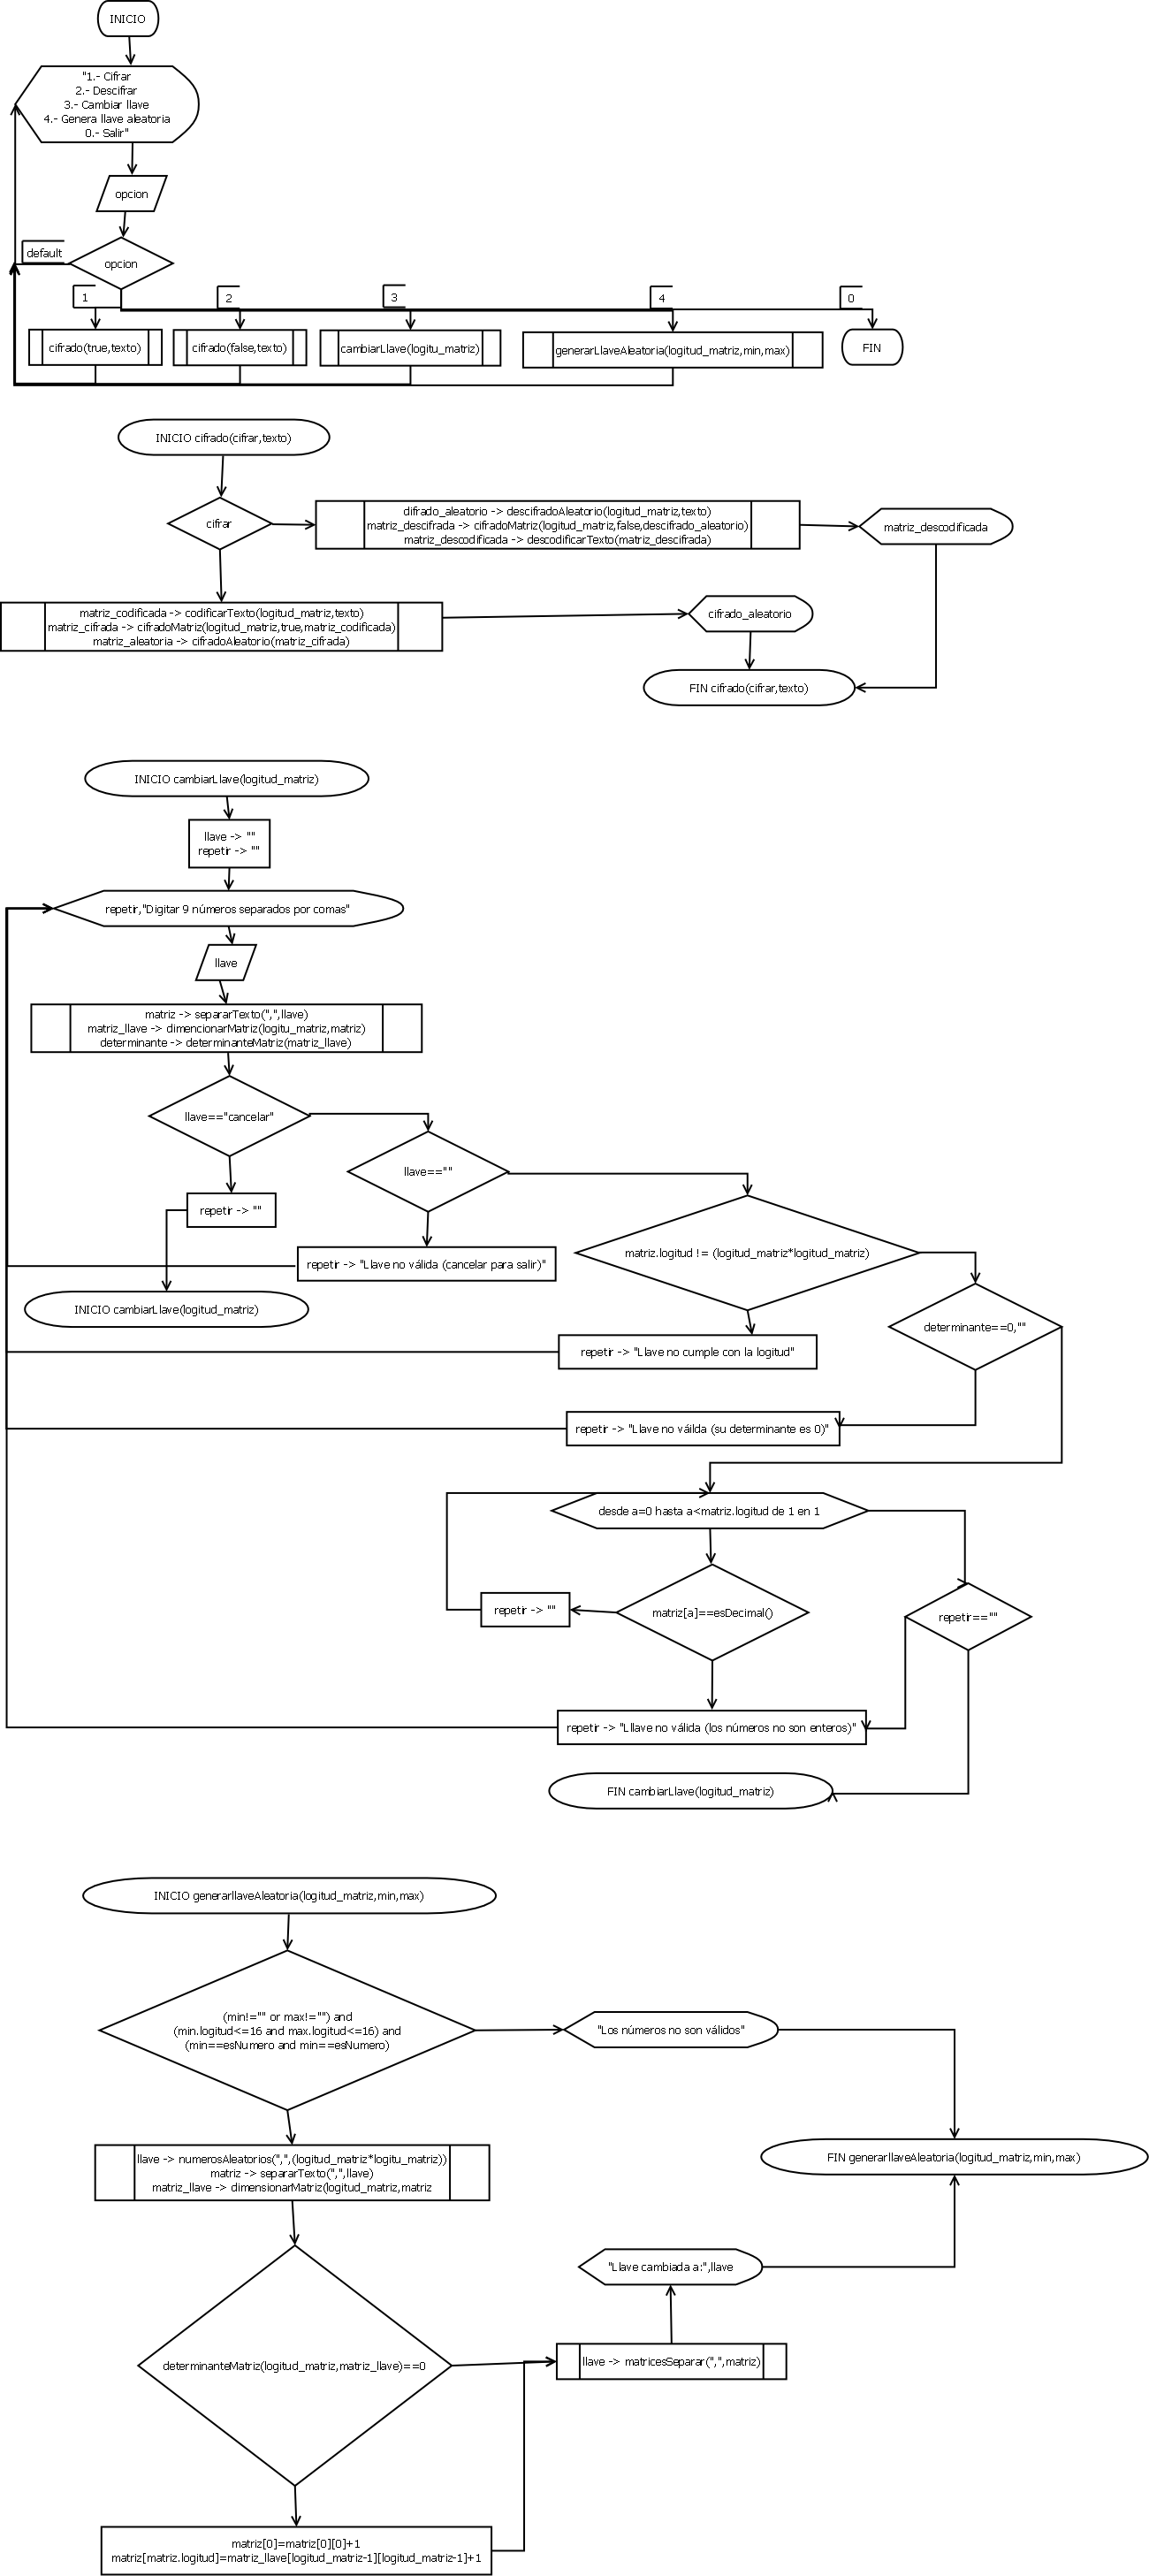 INICIO
"1.- Cifrar
2.- Descifrar
3.- Cambiar llave
4.- Genera llave aleatoria
0.- Salir"
opcion
default
opcion
1
2
3
4
0
cifrado(true,texto)
cifrado(false,texto)
cambiarLlave(logitu_matriz)
generarLlaveAleatoria(logitud_matriz,min,max)
FIN
INICIO cifrado(cifrar,texto)
cifrar
difrado_aleatorio -> descifradoAleatorio(logitud_matriz,texto)
matriz_descifrada -> cifradoMatriz(logitud_matriz,false,descifrado_aleatorio)
matriz_descodificada -> descodificarTexto(matriz_descifrada)
matriz_descodificada
matriz_codificada -> codificarTexto(logitud_matriz,texto)
matriz_cifrada -> cifradoMatriz(logitud_matriz,true,matriz_codificada)
matriz_aleatoria -> cifradoAleatorio(matriz_cifrada)
cifrado_aleatorio
FIN cifrado(cifrar,texto)
INICIO cambiarLlave(logitud_matriz)
llave -> ""
repetir -> ""
repetir,"Digitar 9 números separados por comas"
llave
matriz -> separarTexto(",",llave)
matriz_llave -> dimencionarMatriz(logitu_matriz,matriz)
determinante -> determinanteMatriz(matriz_llave)
llave=="cancelar"
llave==""
repetir -> ""
matriz.logitud != (logitud_matriz*logitud_matriz)
repetir -> "Llave no válida (cancelar para salir)"
INICIO cambiarLlave(logitud_matriz)
determinante==0,""
repetir -> "Llave no cumple con la logitud"
repetir -> "Llave no váilda (su determinante es 0)"
desde a=0 hasta a<matriz.logitud de 1 en 1
repetir -> ""
matriz[a]==esDecimal()
repetir==""
repetir -> "Lllave no válida (los números no son enteros)"
FIN cambiarLlave(logitud_matriz)
INICIO generarllaveAleatoria(logitud_matriz,min,max)
(min!="" or max!="") and
(min.logitud<=16 and max.logitud<=16) and
(min==esNumero and min==esNumero)
"Los números no son válidos"
llave -> numerosAleatorios(",",(logitud_matriz*logitu_matriz))
matriz -> separarTexto(",",llave)
matriz_llave -> dimensionarMatriz(logitud_matriz,matriz
FIN generarllaveAleatoria(logitud_matriz,min,max)
"Llave cambiada a:",llave
determinanteMatriz(logitud_matriz,matriz_llave)==0
llave -> matricesSeparar(",",matriz)
matriz[0]=matriz[0][0]+1
matriz[matriz.logitud]=matriz_llave[logitud_matriz-1][logitud_matriz-1]+1